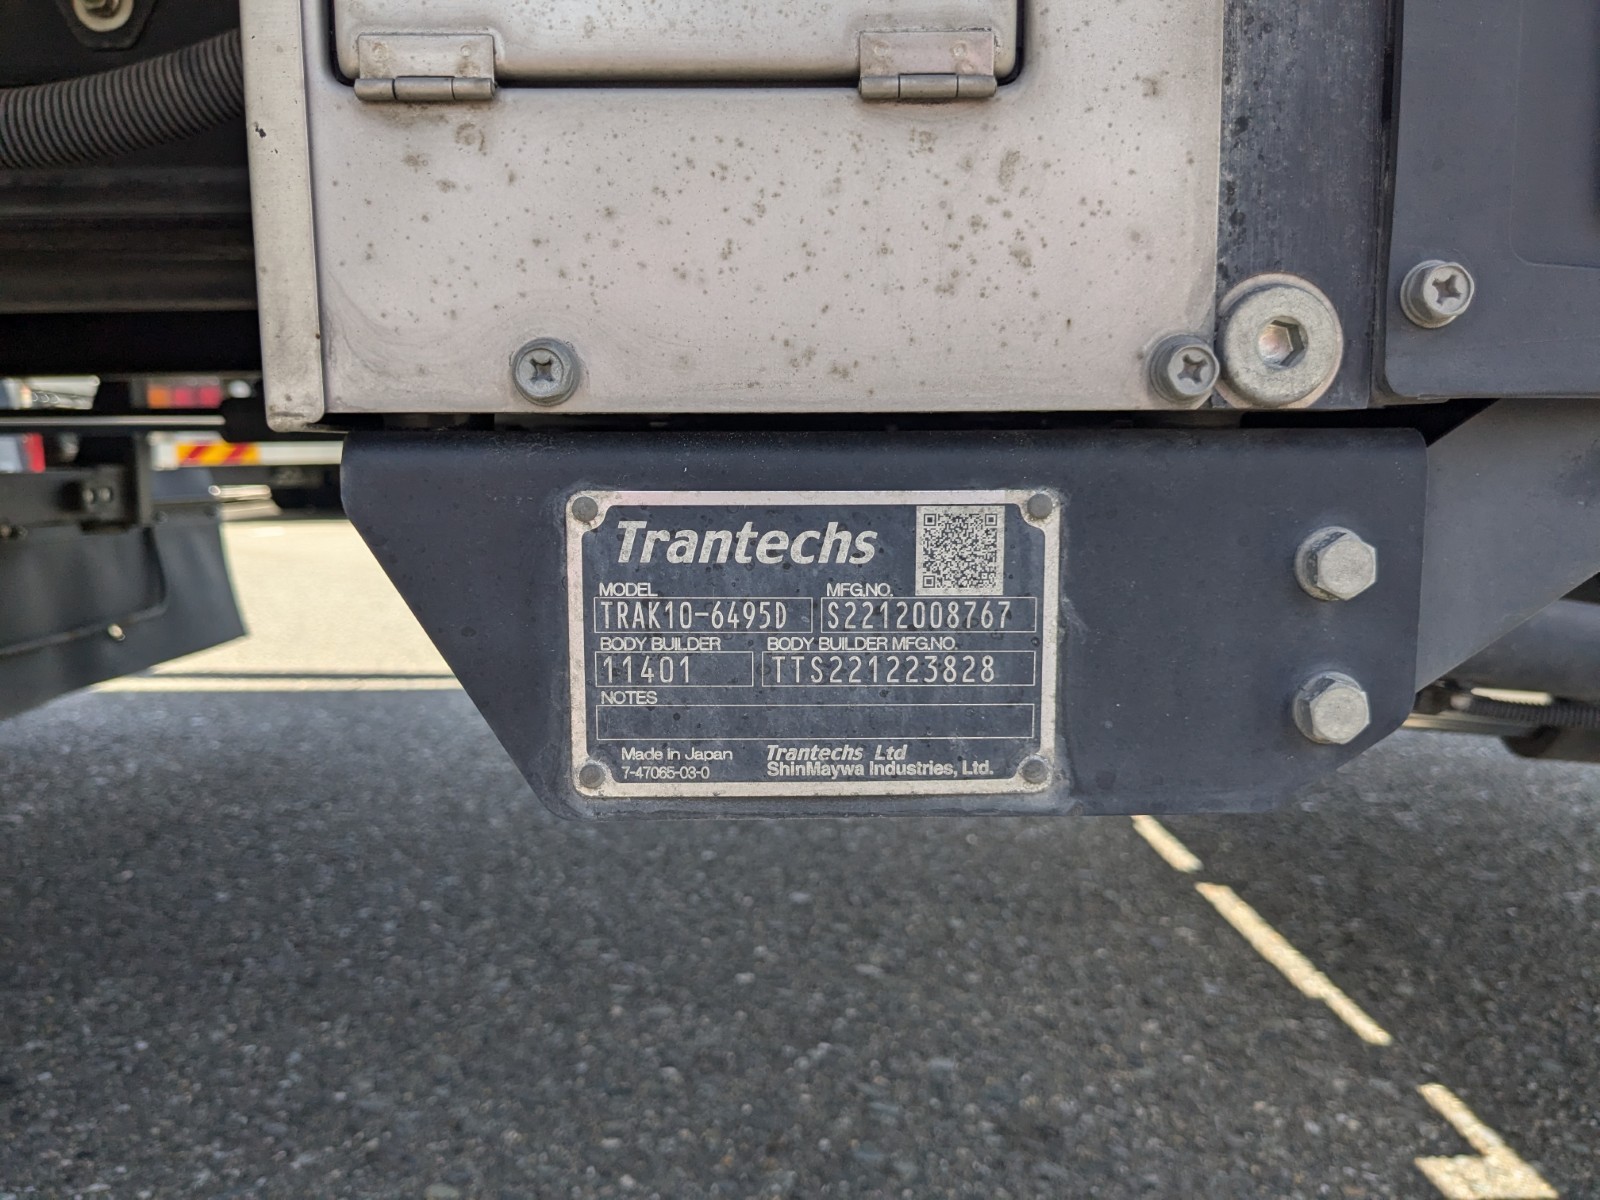 Trantechs
MODEL MFG.NO.
TRAK10-6495D S2212008767
BODY BUILDER BODY BUILDER MFG.NO.
11401 TTS221223828
NOTES
Made in Japan Trantechs Ltd
7-47065-03-0 ShinMaywa Industries, Ltd.